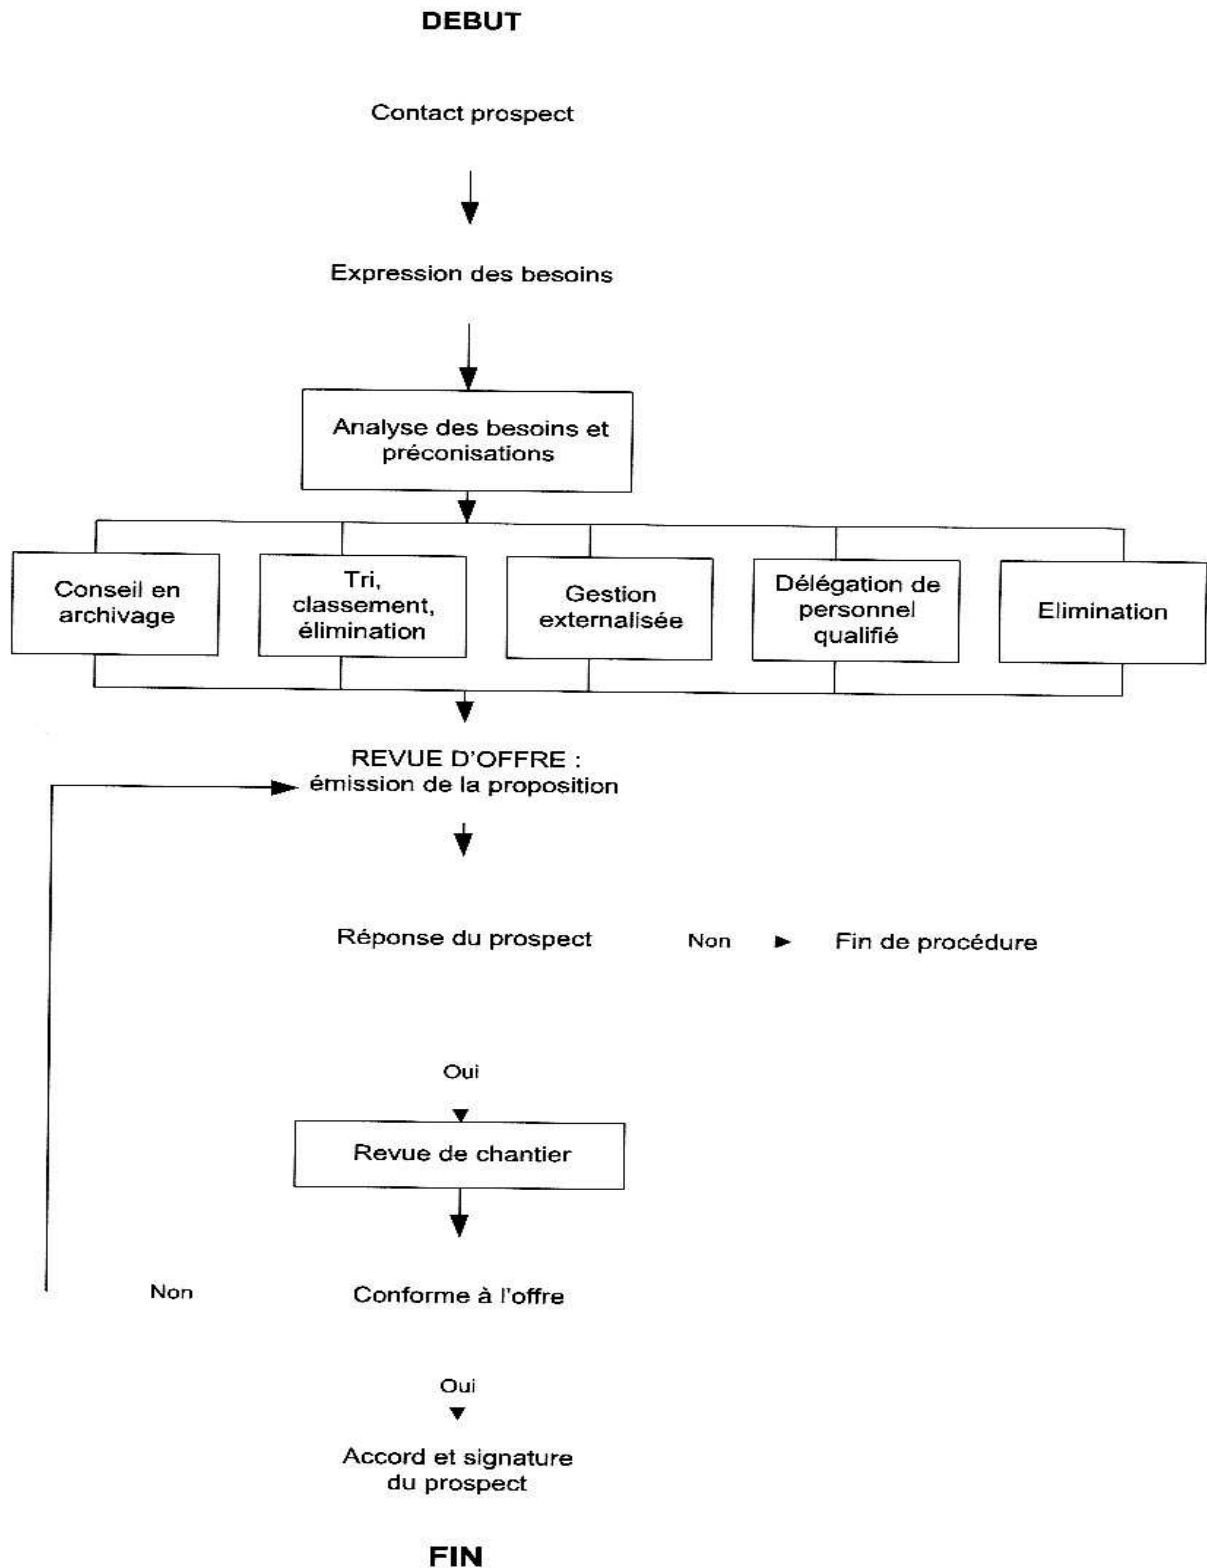 DEBUT
Contact prospect
Expression des besoins
Analyse des besoins et
préconisations
Conseil en
archivage
Tri,
classement,
élimination
Gestion
externalisée
Délégation de
personnel
qualifié
Elimination
REVUE D'OFFRE :
émission de la proposition
Réponse du prospect
Non
Fin de procédure
Oui
Revue de chantier
Non
Conforme à l'offre
Oui
Accord et signature
du prospect
FIN